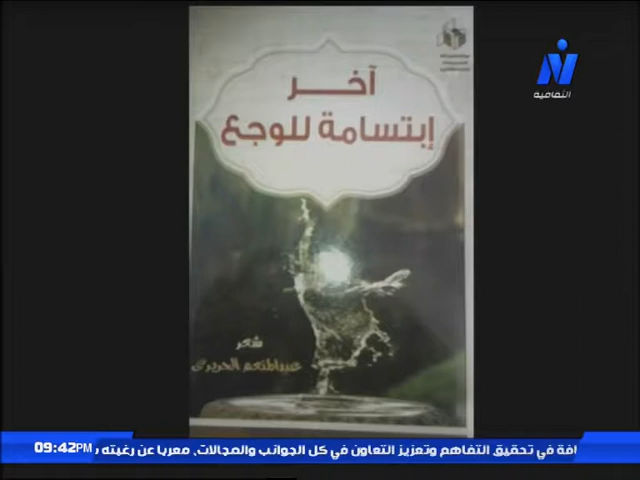 آخر
إبتسامة للوجع
شعر
عبدالمنعم الحريرى
الثقافية
09:42PM
افة في تحقيق التفاهم وتعزيز التعاون في كل الجوانب والمجالات، معربا عن رغبته